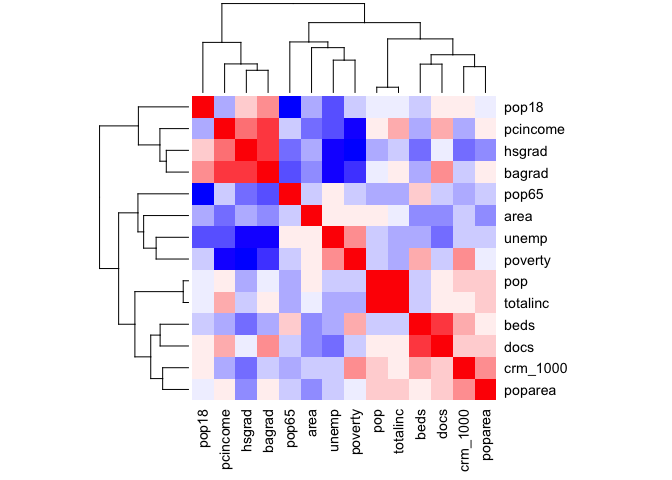 pop18
pcincome
hsgrad
bagrad
pop65
area
unemp
poverty
pop
totalinc
beds
docs
crm_1000
poparea
pop18
pcincome
hsgrad
bagrad
pop65
area
unemp
poverty
pop
totalinc
beds
docs
crm_1000
poparea